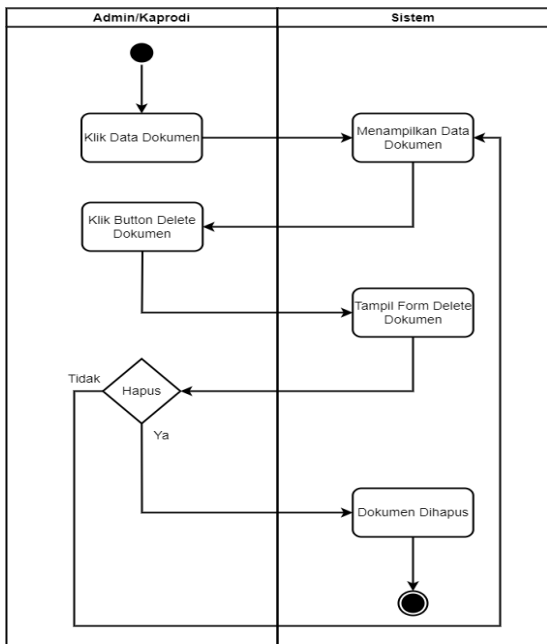 Admin/Kaprodi
Sistem
Klik Data Dokumen
Menampilkan Data
Dokumen
Klik Button Delete
Dokumen
Tampil Form Delete
Dokumen
Tidak
Hapus
Ya
Dokumen Dihapus